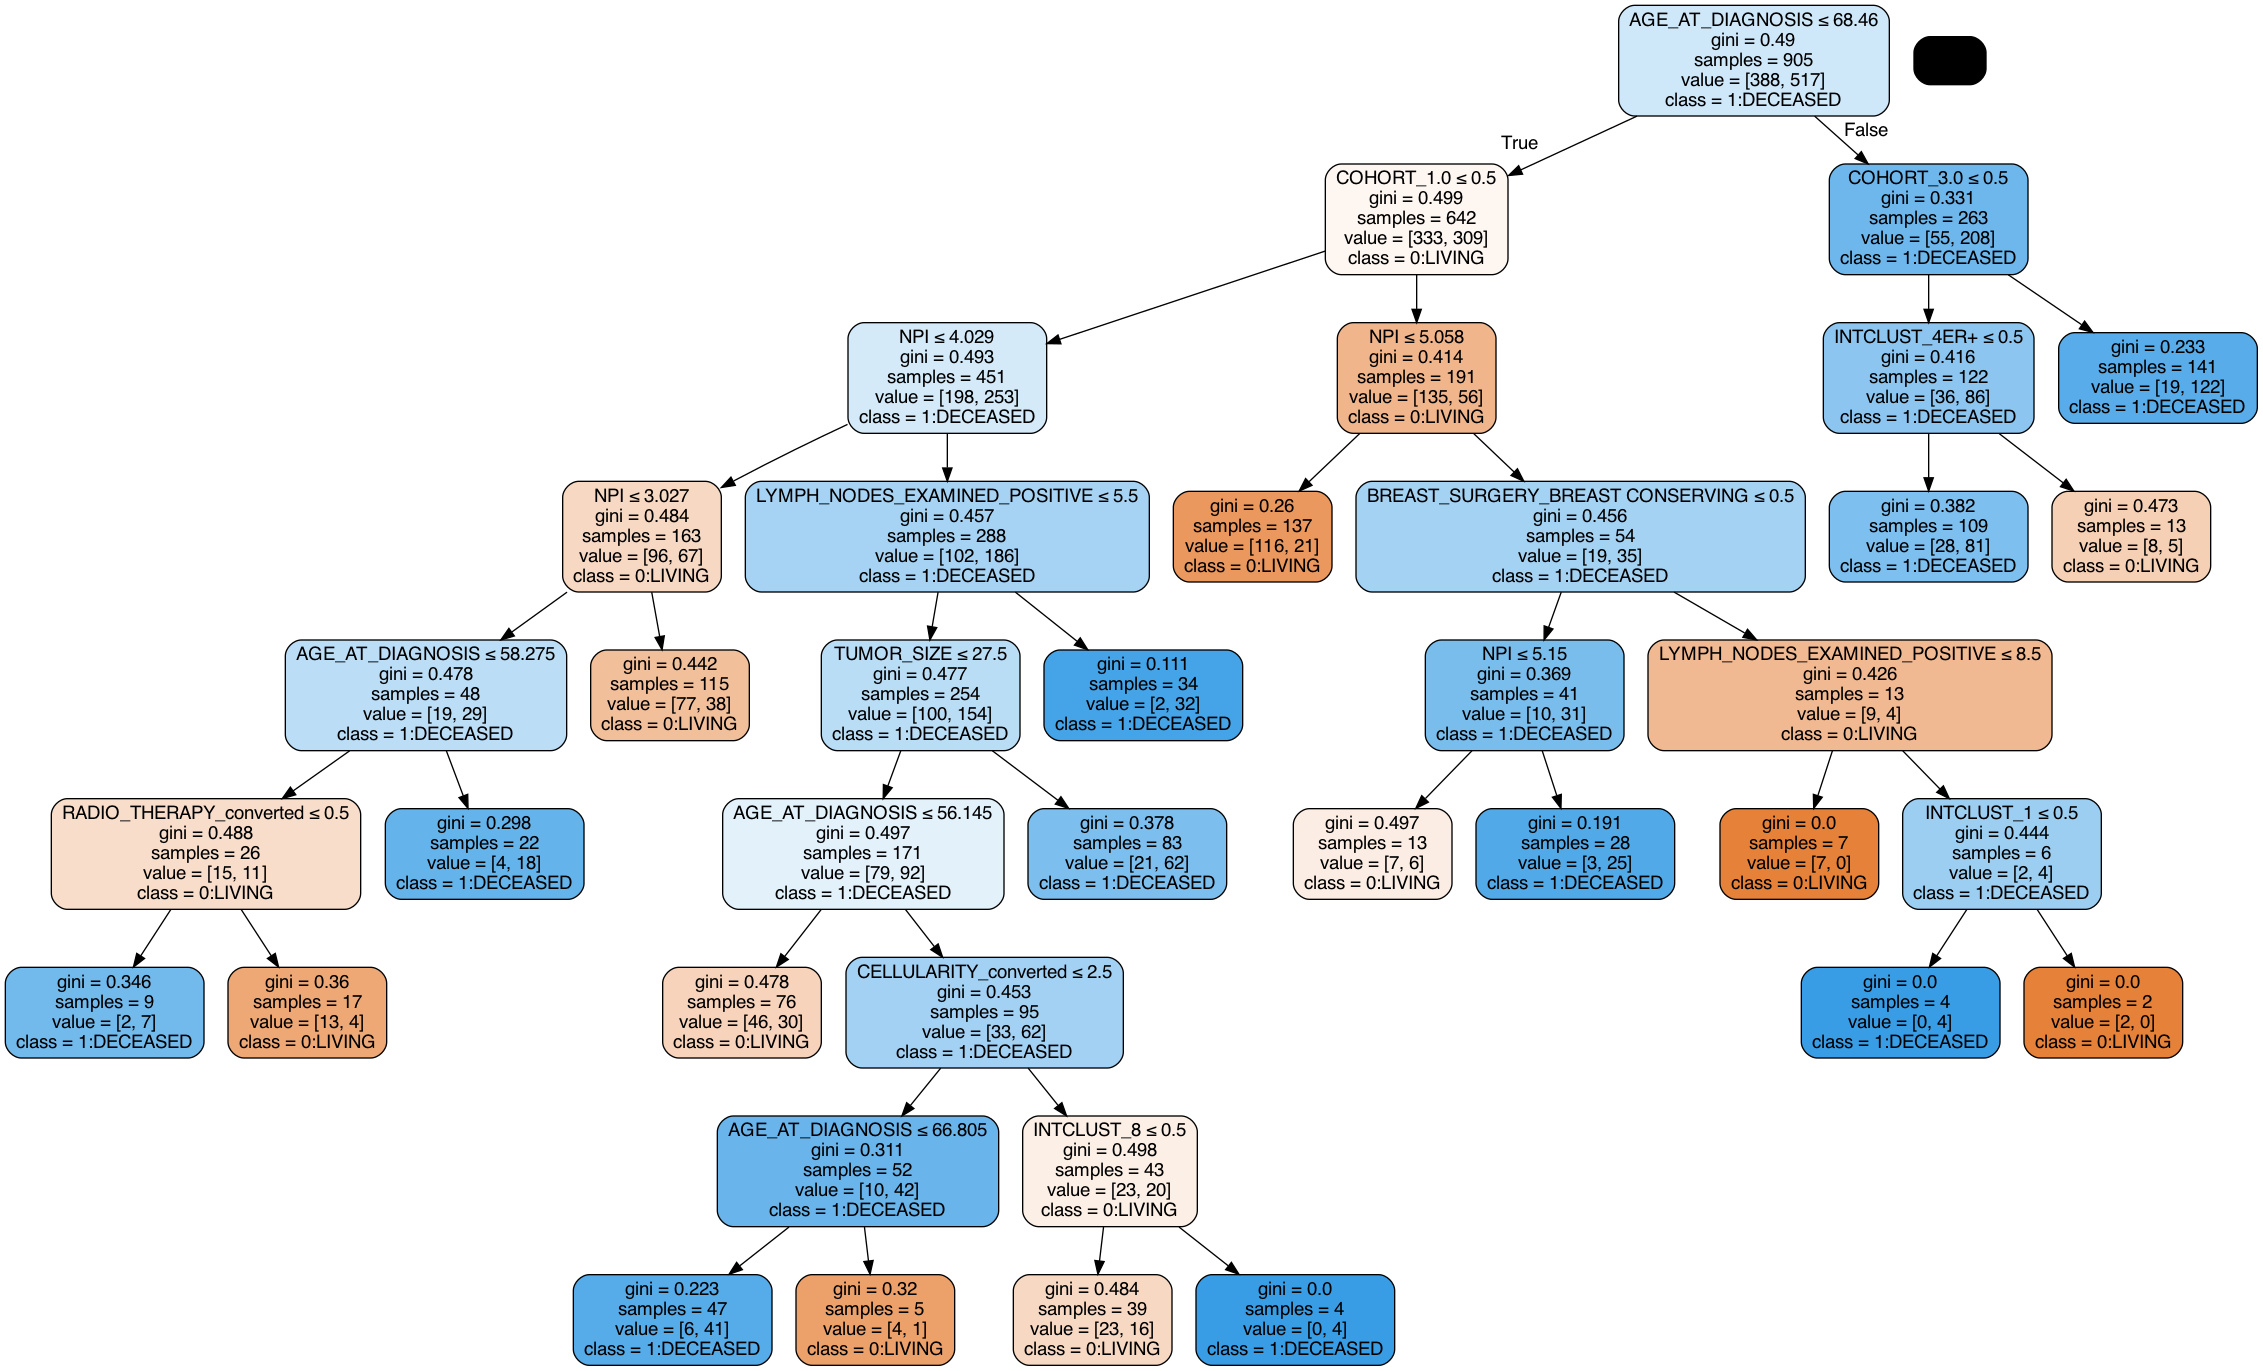 AGE_AT_DIAGNOSIS ≤ 68.46
gini = 0.49
samples = 905
value = [388, 517]
class = 1:DECEASED
True
False
COHORT_1.0 ≤ 0.5
gini = 0.499
samples = 642
value = [333, 309]
class = 0:LIVING
COHORT_3.0 ≤ 0.5
gini = 0.331
samples = 263
value = [55, 208]
class = 1:DECEASED
NPI ≤ 4.029
gini = 0.493
samples = 451
value = [198, 253]
class = 1:DECEASED
NPI ≤ 5.058
gini = 0.414
samples = 191
value = [135, 56]
class = 0:LIVING
INTCLUST_4ER+ ≤ 0.5
gini = 0.416
samples = 122
value = [36, 86]
class = 1:DECEASED
gini = 0.233
samples = 141
value = [19, 122]
class = 1:DECEASED
NPI ≤ 3.027
gini = 0.484
samples = 163
value = [96, 67]
class = 0:LIVING
LYMPH_NODES_EXAMINED_POSITIVE ≤ 5.5
gini = 0.457
samples = 288
value = [102, 186]
class = 1:DECEASED
gini = 0.26
samples = 137
value = [116, 21]
class = 0:LIVING
BREAST_SURGERY_BREAST CONSERVING ≤ 0.5
gini = 0.456
samples = 54
value = [19, 35]
class = 1:DECEASED
gini = 0.382
samples = 109
value = [28, 81]
class = 1:DECEASED
gini = 0.473
samples = 13
value = [8, 5]
class = 0:LIVING
AGE_AT_DIAGNOSIS ≤ 58.275
gini = 0.478
samples = 48
value = [19, 29]
class = 1:DECEASED
gini = 0.442
samples = 115
value = [77, 38]
class = 0:LIVING
TUMOR_SIZE ≤ 27.5
gini = 0.477
samples = 254
value = [100, 154]
class = 1:DECEASED
gini = 0.111
samples = 34
value = [2, 32]
class = 1:DECEASED
NPI ≤ 5.15
gini = 0.369
samples = 41
value = [10, 31]
class = 1:DECEASED
LYMPH_NODES_EXAMINED_POSITIVE ≤ 8.5
gini = 0.426
samples = 13
value = [9, 4]
class = 0:LIVING
RADIO_THERAPY_converted ≤ 0.5
gini = 0.488
samples = 26
value = [15, 11]
class = 0:LIVING
gini = 0.298
samples = 22
value = [4, 18]
class = 1:DECEASED
AGE_AT_DIAGNOSIS ≤ 56.145
gini = 0.497
samples = 171
value = [79, 92]
class = 1:DECEASED
gini = 0.378
samples = 83
value = [21, 62]
class = 1:DECEASED
gini = 0.497
samples = 13
value = [7, 6]
class = 0:LIVING
gini = 0.191
samples = 28
value = [3, 25]
class = 1:DECEASED
gini = 0.0
samples = 7
value = [7, 0]
class = 0:LIVING
INTCLUST_1 ≤ 0.5
gini = 0.444
samples = 6
value = [2, 4]
class = 1:DECEASED
gini = 0.346
samples = 9
value = [2, 7]
class = 1:DECEASED
gini = 0.36
samples = 17
value = [13, 4]
class = 0:LIVING
gini = 0.478
samples = 76
value = [46, 30]
class = 0:LIVING
CELLULARITY_converted ≤ 2.5
gini = 0.453
samples = 95
value = [33, 62]
class = 1:DECEASED
gini = 0.0
samples = 4
value = [0, 4]
class = 1:DECEASED
gini = 0.0
samples = 2
value = [2, 0]
class = 0:LIVING
AGE_AT_DIAGNOSIS ≤ 66.805
gini = 0.311
samples = 52
value = [10, 42]
class = 1:DECEASED
INTCLUST_8 ≤ 0.5
gini = 0.498
samples = 43
value = [23, 20]
class = 0:LIVING
gini = 0.223
samples = 47
value = [6, 41]
class = 1:DECEASED
gini = 0.32
samples = 5
value = [4, 1]
class = 0:LIVING
gini = 0.484
samples = 39
value = [23, 16]
class = 0:LIVING
gini = 0.0
samples = 4
value = [0, 4]
class = 1:DECEASED